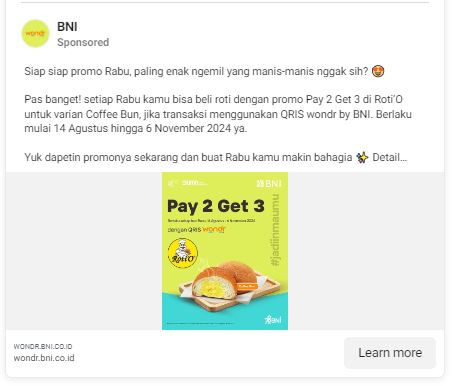 wondr
BNI
Sponsored
Siap siap promo Rabu, paling enak ngemil yang manis-manis nggak sih? 🤩
Pas banget! setiap Rabu kamu bisa beli roti dengan promo Pay 2 Get 3 di Roti'O
untuk varian Coffee Bun, jika transaksi menggunakan QRIS wondr by BNI. Berlaku
mulai 14 Agustus hingga 6 November 2024 ya.
Yuk dapetin promonya sekarang dan buat Rabu kamu makin bahagia ✨ Detail...
BNI
Pay 2 Get 3
dengan QRIS wondr
#jadiinmaumu
Roti'O
BNI
WONDR.BNI.CO.ID
wondr.bni.co.id
Learn more